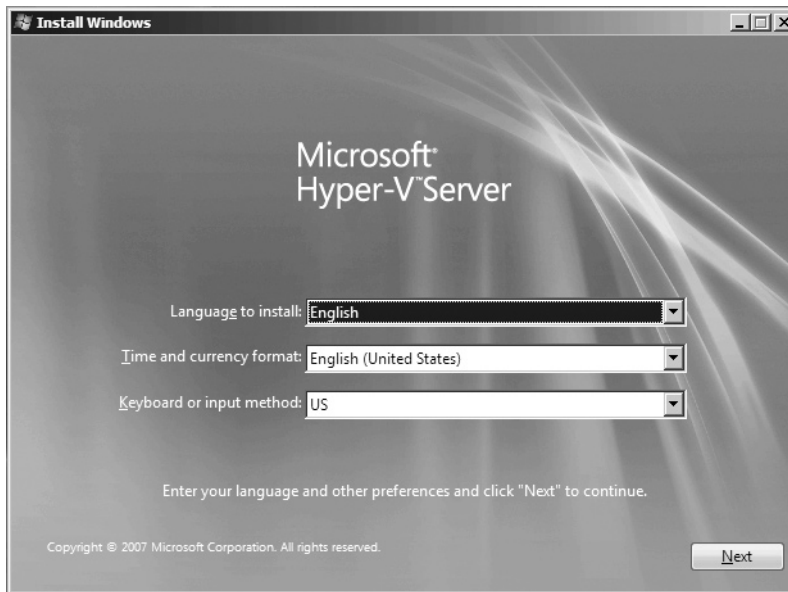 Install Windows
Microsoft®
Hyper-V™Server
Language to install: English
Time and currency format: English (United States)
Keyboard or input method: US
Enter your language and other preferences and click "Next" to continue.
Copyright © 2007 Microsoft Corporation. All rights reserved.
Next